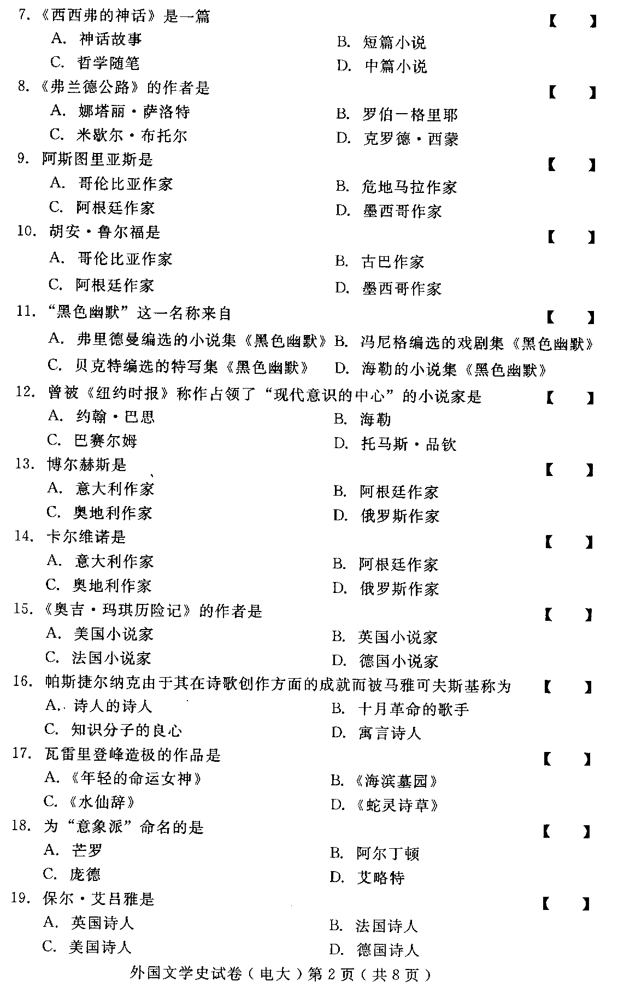 7. 《西西弗的神话》是一篇 【 】
A. 神话故事 B. 短篇小说
C. 哲学随笔 D. 中篇小说
8. 《弗兰德公路》的作者是 【 】
A. 娜塔丽·萨洛特 B. 罗伯-格里耶
C. 米歇尔·布托尔 D. 克罗德·西蒙
9. 阿斯图里亚斯是 【 】
A. 哥伦比亚作家 B. 危地马拉作家
C. 阿根廷作家 D. 墨西哥作家
10. 胡安·鲁尔福是 【 】
A. 哥伦比亚作家 B. 古巴作家
C. 阿根廷作家 D. 墨西哥作家
11. “黑色幽默”这一名称来自 【 】
A. 弗里德曼编选的小说集《黑色幽默》 B. 冯尼格编选的戏剧集《黑色幽默》
C. 贝克特编选的特写集《黑色幽默》 D. 海勒的小说集《黑色幽默》
12. 曾被《纽约时报》称作占领了“现代意识的中心”的小说家是 【 】
A. 约翰·巴思 B. 海勒
C. 巴赛尔姆 D. 托马斯·品钦
13. 博尔赫斯是 【 】
A. 意大利作家 B. 阿根廷作家
C. 奥地利作家 D. 俄罗斯作家
14. 卡尔维诺是 【 】
A. 意大利作家 B. 阿根廷作家
C. 奥地利作家 D. 俄罗斯作家
15. 《奥吉·玛琪历险记》的作者是 【 】
A. 美国小说家 B. 英国小说家
C. 法国小说家 D. 德国小说家
16. 帕斯捷尔纳克由于其在诗歌创作方面的成就而被马雅可夫斯基称为 【 】
A. 诗人的诗人 B. 十月革命的歌手
C. 知识分子的良心 D. 寓言诗人
17. 瓦雷里登峰造极的作品是 【 】
A. 《年轻的命运女神》 B. 《海滨墓园》
C. 《水仙辞》 D. 《蛇灵诗草》
18. 为“意象派”命名的是 【 】
A. 芒罗 B. 阿尔丁顿
C. 庞德 D. 艾略特
19. 保尔·艾吕雅是 【 】
A. 英国诗人 B. 法国诗人
C. 美国诗人 D. 德国诗人
外国文学史试卷(电大)第2页(共8页)